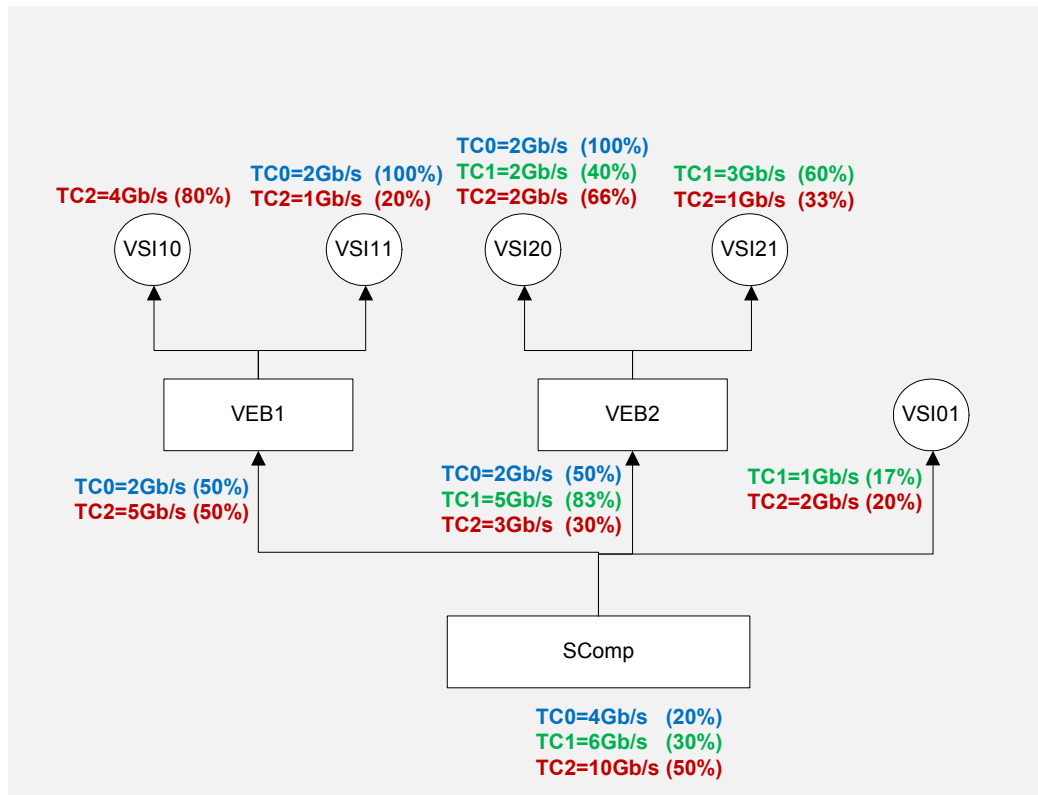 TC2=4Gb/s (80%)
TC0=2Gb/s (100%)
TC2=1Gb/s (20%)
TC0=2Gb/s (100%)
TC1=2Gb/s (40%)
TC2=2Gb/s (66%)
TC1=3Gb/s (60%)
TC2=1Gb/s (33%)
VSI10
VSI11
VSI20
VSI21
VEB1
VEB2
VSI01
TC0=2Gb/s (50%)
TC2=5Gb/s (50%)
TC0=2Gb/s (50%)
TC1=5Gb/s (83%)
TC2=3Gb/s (30%)
TC1=1Gb/s (17%)
TC2=2Gb/s (20%)
SComp
TC0=4Gb/s (20%)
TC1=6Gb/s (30%)
TC2=10Gb/s (50%)